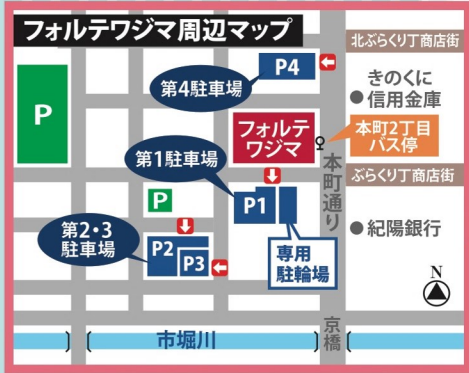 フォルテワジマ周辺マップ
北ぶらくり丁商店街
P4
第4駐車場
きのくに
信用金庫
P
フォルテ
ワジマ
本町2丁目
バス停
第1駐車場
ぶらくり丁商店街
本町通り
P
P1
紀陽銀行
第2・3
駐車場
P2
P3
専用
駐輪場
N
京橋
市堀川